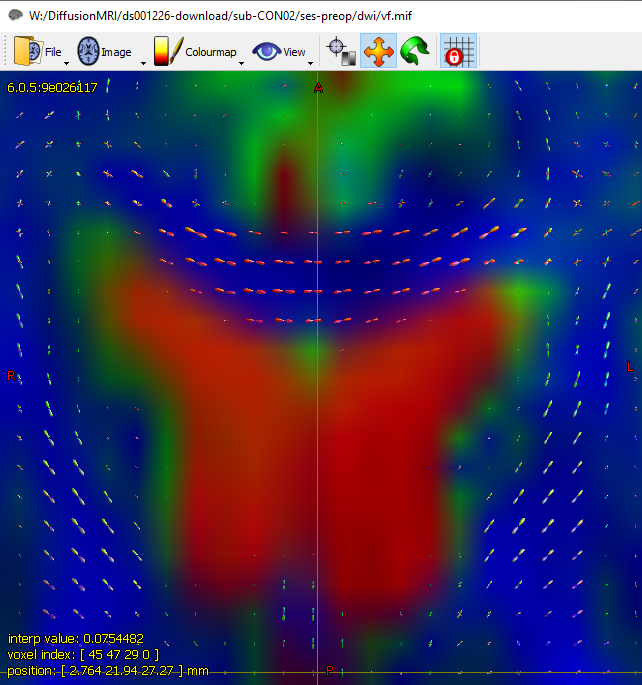 W:/DiffusionMRI/ds001226-download/sub-CON02/ses-preop/dwi/vf.mif
File Image Colourmap View
6.0.5:9e026117
A
R
L
interp value: 0.0754482
voxel index: [ 45 47 29 0 ]
position: [ 2.764 21.94 27.27 ] mm
P